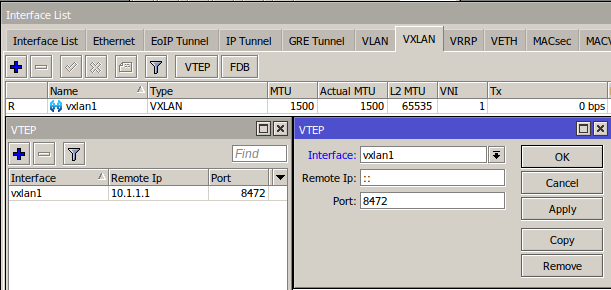 Interface List
Interface List Ethernet EoIP Tunnel IP Tunnel GRE Tunnel VLAN VXLAN VRRP VETH MACsec MACV
VTEP FDB
Name Type MTU Actual MTU L2 MTU VNI Tx
R vxlan1 VXLAN 1500 1500 65535 1 0 bps
VTEP
Find
Interface Remote Ip Port
vxlan1 10.1.1.1 8472
VTEP
Interface: vxlan1
Remote Ip: ::
Port: 8472
OK
Cancel
Apply
Copy
Remove